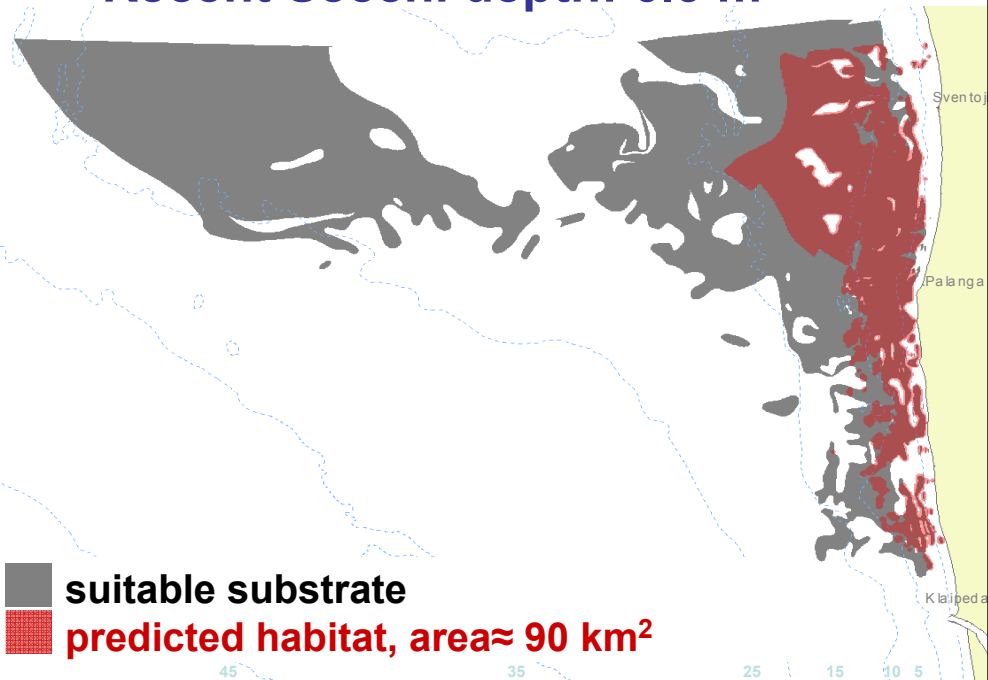 Sventoj
Palanga
suitable substrate
predicted habitat, area≈ 90 km²
Klaipeda
45 35 25 15 10 5